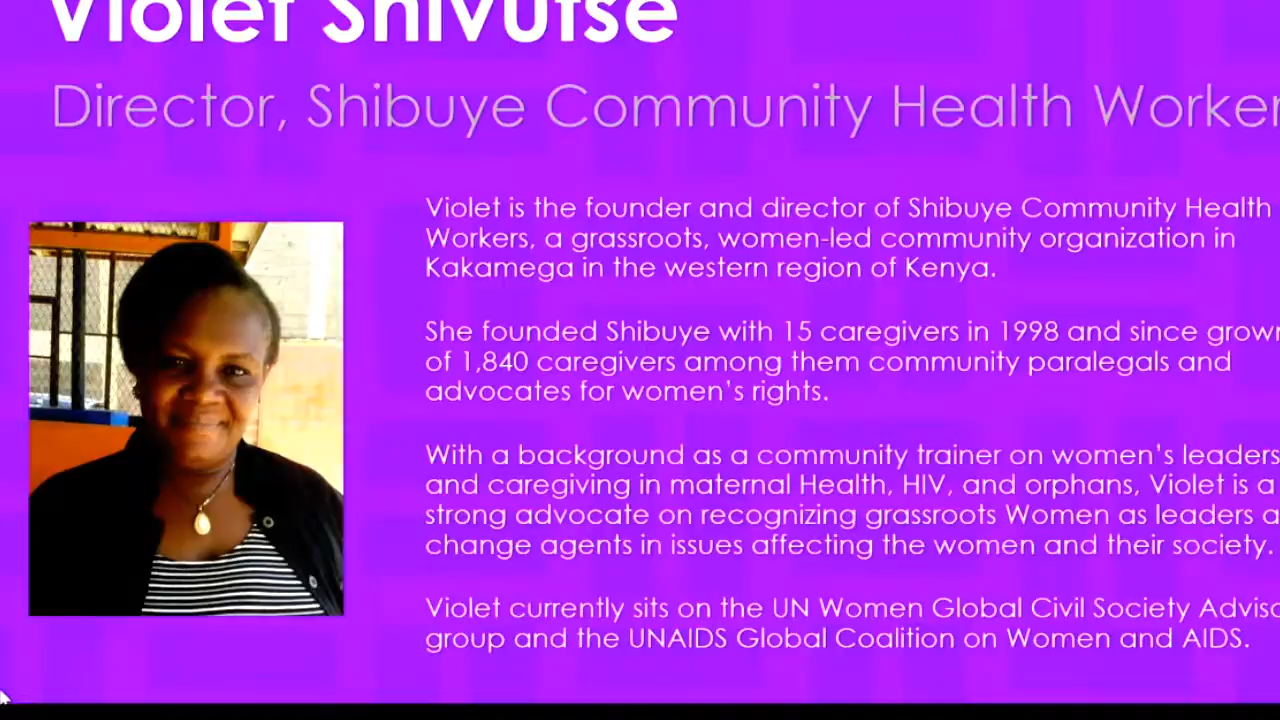 Violet Shivutse
Director, Shibuye Community Health Worker
Violet is the founder and director of Shibuye Community Health
Workers, a grassroots, women-led community organization in
Kakamega in the western region of Kenya.
She founded Shibuye with 15 caregivers in 1998 and since grown
of 1,840 caregivers among them community paralegals and
advocates for women's rights.
With a background as a community trainer on women's leaders
and caregiving in maternal Health, HIV, and orphans, Violet is a
strong advocate on recognizing grassroots Women as leaders a
change agents in issues affecting the women and their society.
Violet currently sits on the UN Women Global Civil Society Adviso
group and the UNAIDS Global Coalition on Women and AIDS.